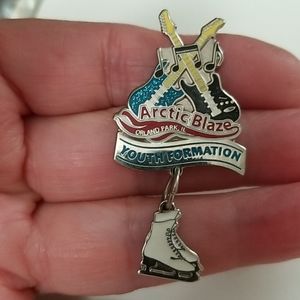 Arctic Blaze
ORLAND PARK, IL
YOUTH FORMATION